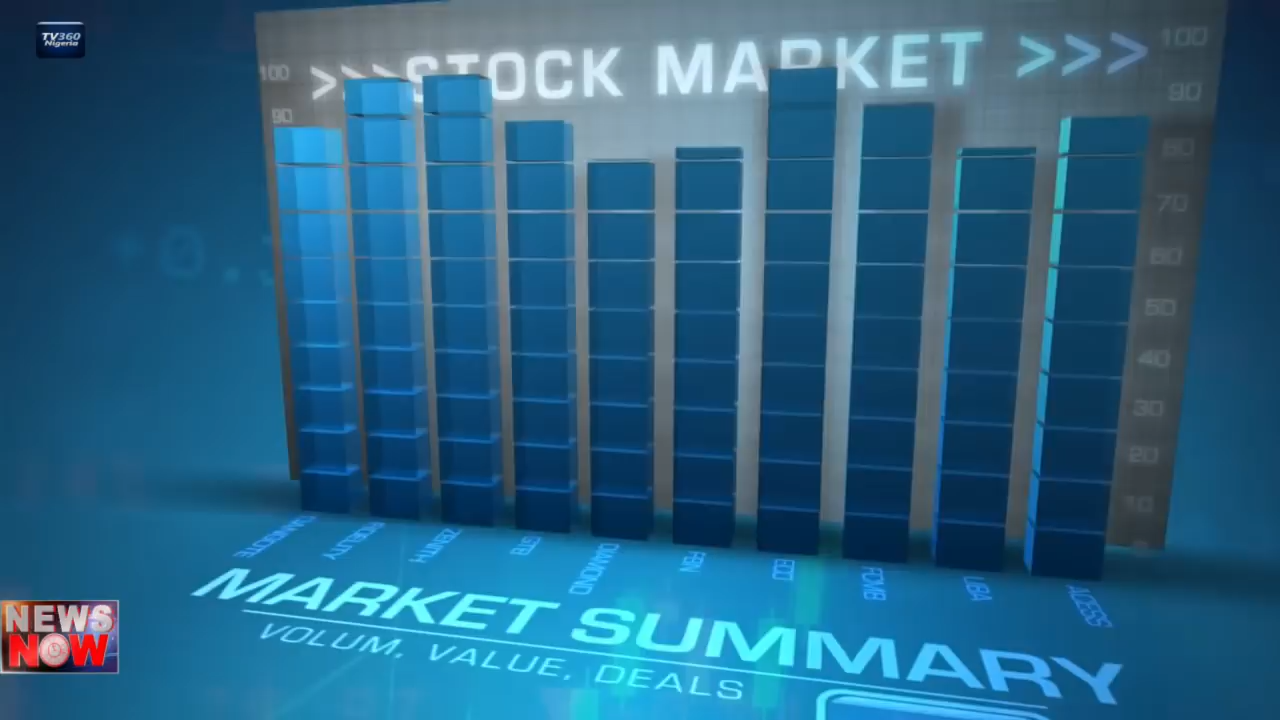 TV360
Nigeria
>>>STOCK MARKET >>>
100
90
100
90
80
70
60
50
40
30
20
10
0
DANGOTE
FIDELITY
ZENITH
GTB
DIAMOND
FBN
FCMB
UBA
ACCESS
MARKET SUMMARY
VOLUM, VALUE, DEALS
NEWS
NOW